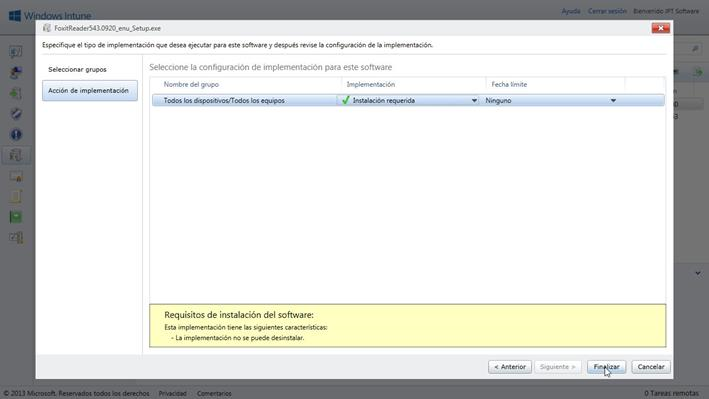 Windows Intune
Ayuda Cerrar sesión Bienvenido JPT Software
FoxitReader543.0920_enu_Setup.exe
Especifique el tipo de implementación que desea ejecutar para este software y después revise la configuración de la implementación.
Seleccionar grupos
Acción de implementación
Seleccione la configuración de implementación para este software
Nombre del grupo Implementación Fecha límite
Todos los dispositivos/Todos los equipos Instalación requerida Ninguno
Requisitos de instalación del software:
Esta implementación tiene las siguientes características:
- La implementación no se puede desinstalar.
< Anterior Siguiente > Finalizar Cancelar
© 2013 Microsoft. Reservados todos los derechos Privacidad Comentarios 0 Tareas remotas